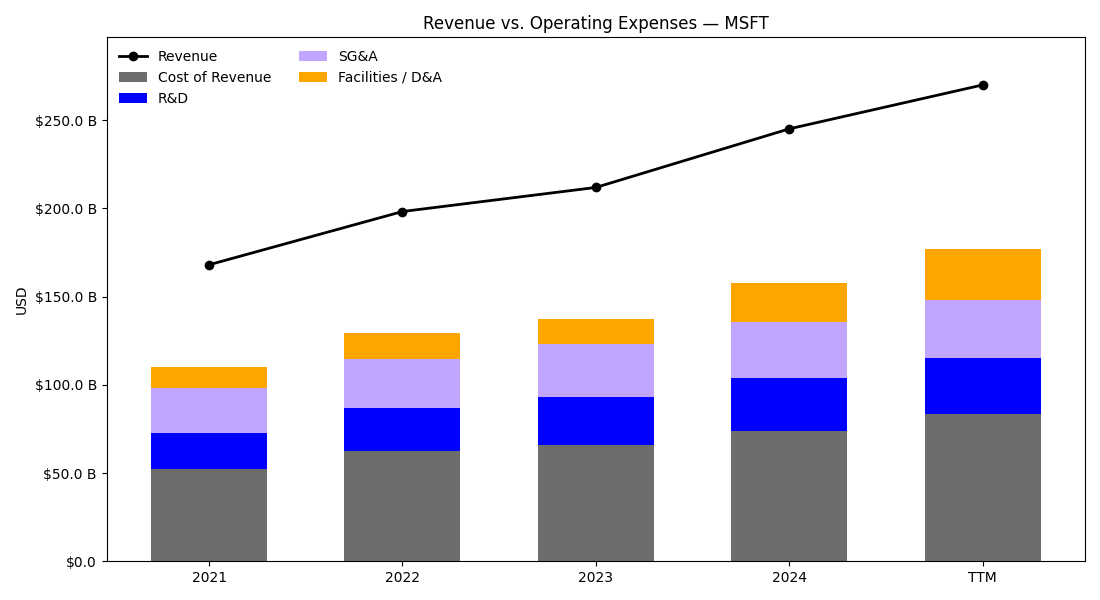 Revenue vs. Operating Expenses — MSFT
Revenue
Cost of Revenue
R&D
SG&A
Facilities / D&A
USD
$250.0 B
$200.0 B
$150.0 B
$100.0 B
$50.0 B
$0.0
2021
2022
2023
2024
TTM